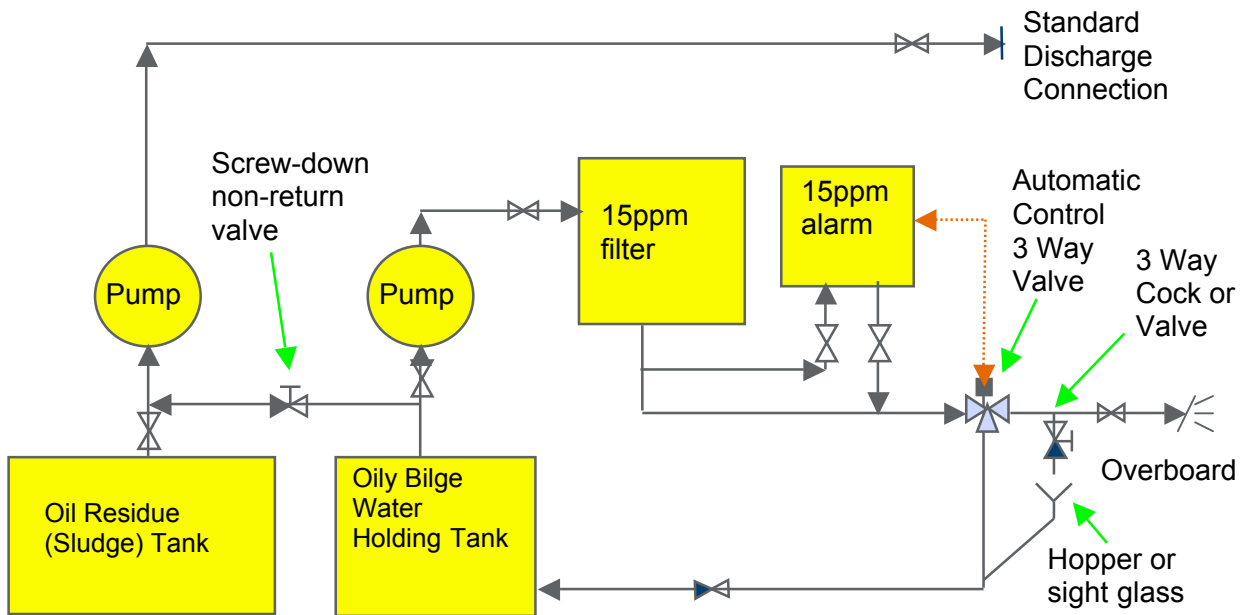 Standard
Discharge
Connection
Screw-down
non-return
valve
15ppm
filter
15ppm
alarm
Automatic
Control
3 Way
Valve
3 Way
Cock or
Valve
Pump
Pump
Oil Residue
(Sludge) Tank
Oily Bilge
Water
Holding Tank
Overboard
Hopper or
sight glass